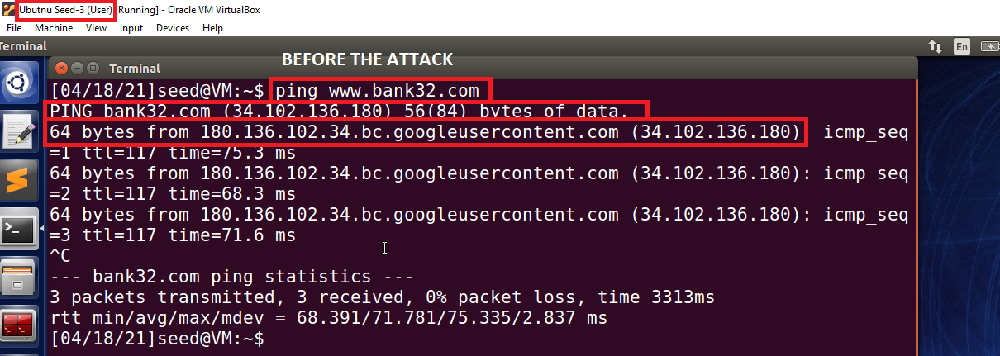 Ubutnu Seed-3 (User) [Running] - Oracle VM VirtualBox
File Machine View Input Devices Help
Terminal
En
Terminal
BEFORE THE ATTACK
[04/18/21]seed@VM:~$ ping www.bank32.com
PING bank32.com (34.102.136.180) 56(84) bytes of data.
64 bytes from 180.136.102.34.bc.googleusercontent.com (34.102.136.180) icmp_seq
=1 ttl=117 time=75.3 ms
64 bytes from 180.136.102.34.bc.googleusercontent.com (34.102.136.180): icmp_seq
=2 ttl=117 time=68.3 ms
64 bytes from 180.136.102.34.bc.googleusercontent.com (34.102.136.180): icmp_seq
=3 ttl=117 time=71.6 ms
^C
--- bank32.com ping statistics ---
3 packets transmitted, 3 received, 0% packet loss, time 3313ms
rtt min/avg/max/mdev = 68.391/71.781/75.335/2.837 ms
[04/18/21]seed@VM:~$